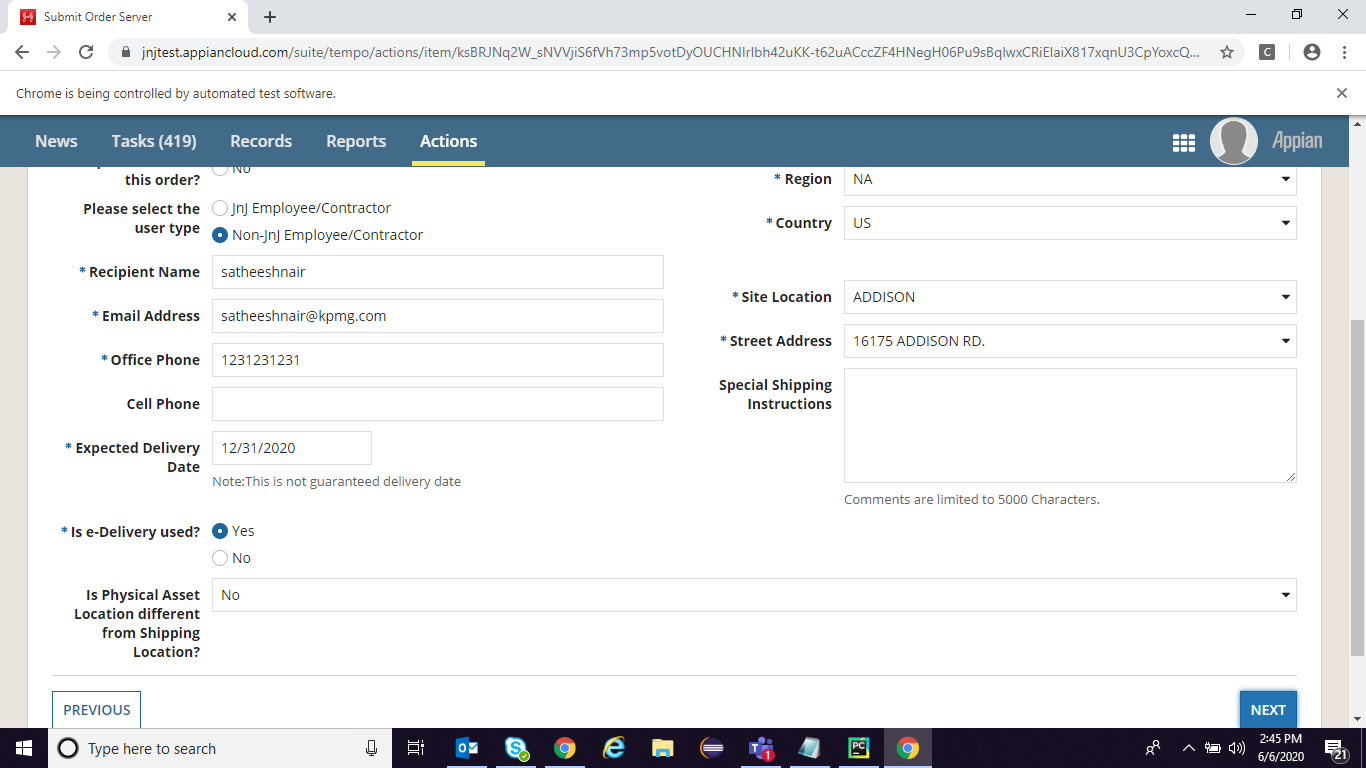 Submit Order Server
jnjtest.appiancloud.com/suite/tempo/actions/item/ksBRJNq2W_sNVVjiS6fVh73mp5votDyOUCHNIrlbh42uKK-t62uACccZF4HNegH06Pu9sBqlwxCRiElaiX817xqnU3CpYoxcQ...
C
Chrome is being controlled by automated test software.
News Tasks (419) Records Reports Actions Appian
No
this order?
* Region NA
Please select the user type
JnJ Employee/Contractor
Non-JnJ Employee/Contractor
* Country US
* Recipient Name satheeshnair
* Site Location ADDISON
* Email Address satheeshnair@kpmg.com
* Street Address 16175 ADDISON RD.
* Office Phone 1231231231
Special Shipping
Instructions
Cell Phone
* Expected Delivery
Date
12/31/2020
Note:This is not guaranteed delivery date
Comments are limited to 5000 Characters.
* Is e-Delivery used? Yes
No
Is Physical Asset
Location different
from Shipping
Location?
No
PREVIOUS NEXT
Type here to search
1
PC
2:45 PM
6/6/2020
21